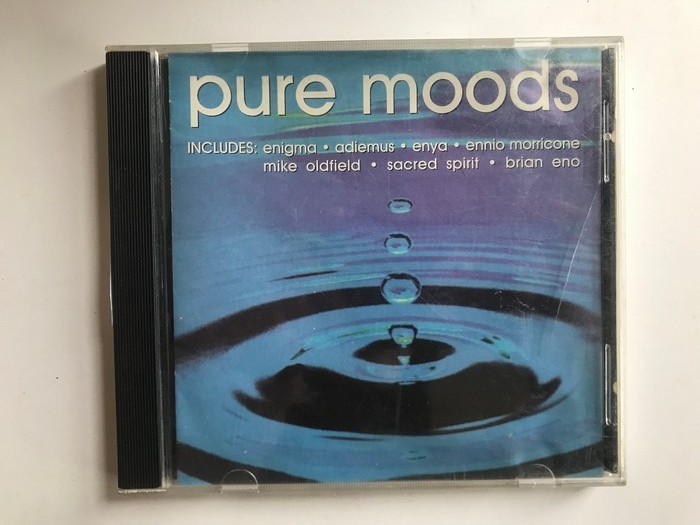 pure moods
INCLUDES: enigma • adiemus • enya • ennio morricone
mike oldfield • sacred spirit • brian eno